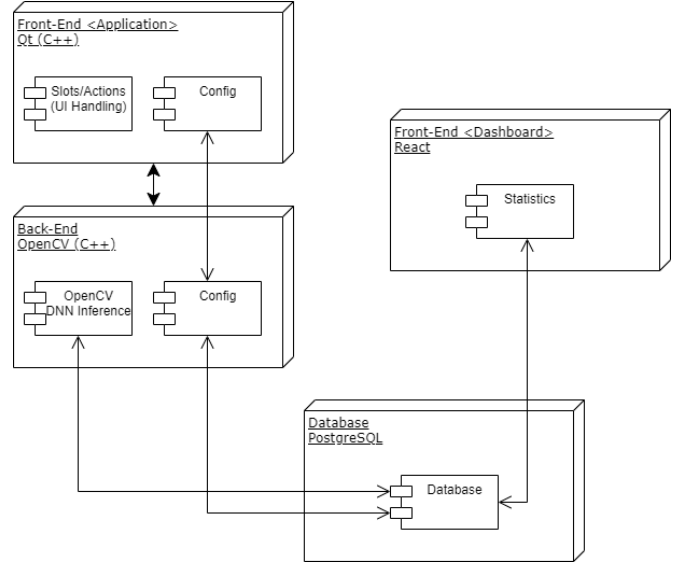 Front-End <Application>
Qt (C++)
Slots/Actions
(UI Handling)
Config
Back-End
OpenCV (C++)
OpenCV
DNN Inference
Config
Front-End <Dashboard>
React
Statistics
Database
PostgreSQL
Database